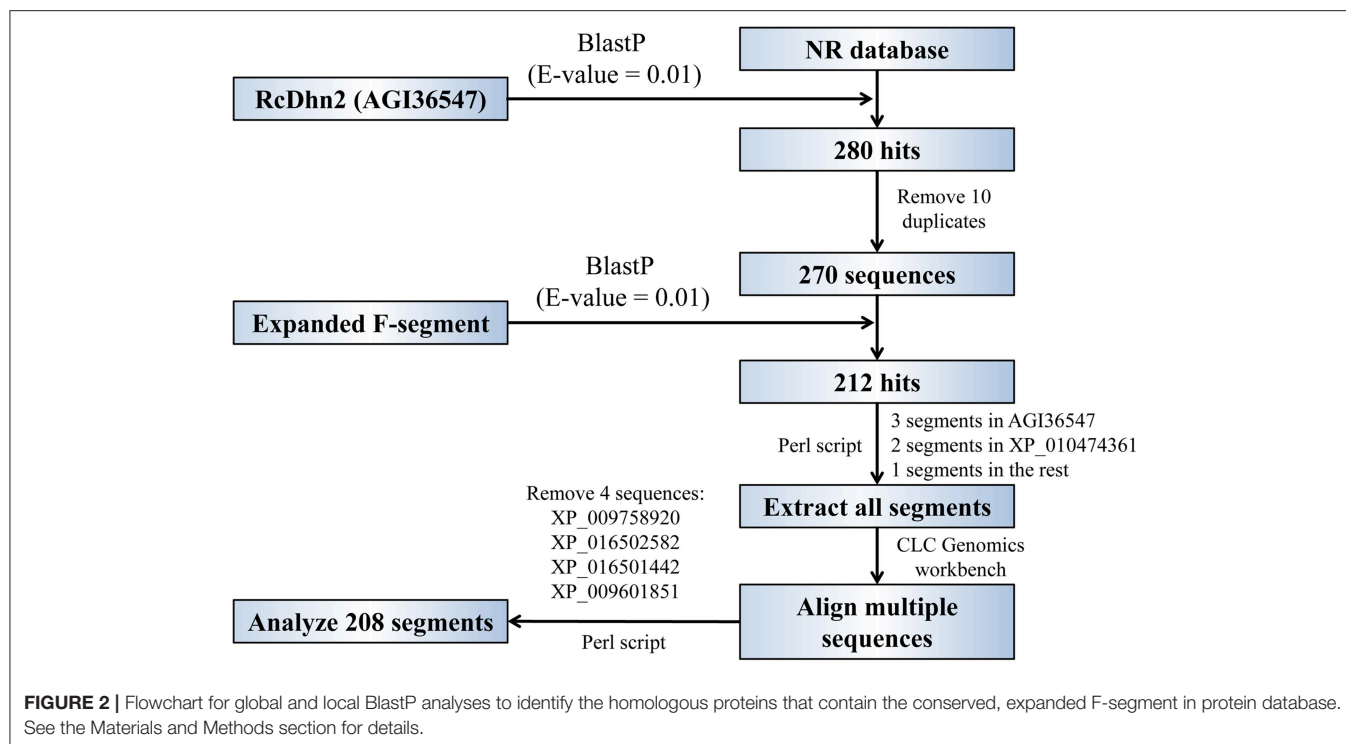 BlastP
(E-value = 0.01)
NR database
RcDhn2 (AGI36547)
280 hits
Remove 10
duplicates
BlastP
(E-value = 0.01)
270 sequences
Expanded F-segment
212 hits
Perl script
3 segments in AGI36547
2 segments in XP_010474361
1 segments in the rest
Extract all segments
Remove 4 sequences:
XP_009758920
XP_016502582
XP_016501442
XP_009601851
CLC Genomics
workbench
Align multiple
sequences
Analyze 208 segments
Perl script
FIGURE 2 | Flowchart for global and local BlastP analyses to identify the homologous proteins that contain the conserved, expanded F-segment in protein database.
See the Materials and Methods section for details.